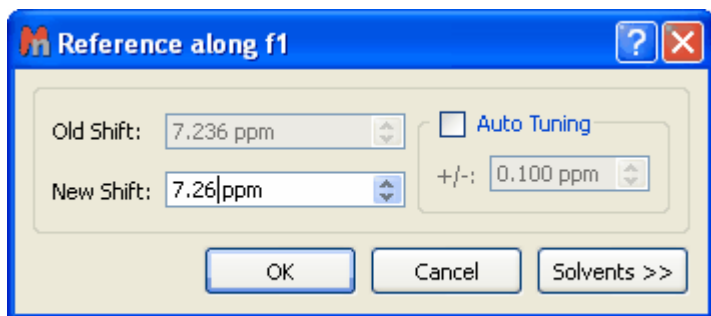 Reference along f1
Old Shift: 7.236 ppm
Auto Tuning
New Shift: 7.26 ppm
+/-: 0.100 ppm
OK Cancel Solvents >>